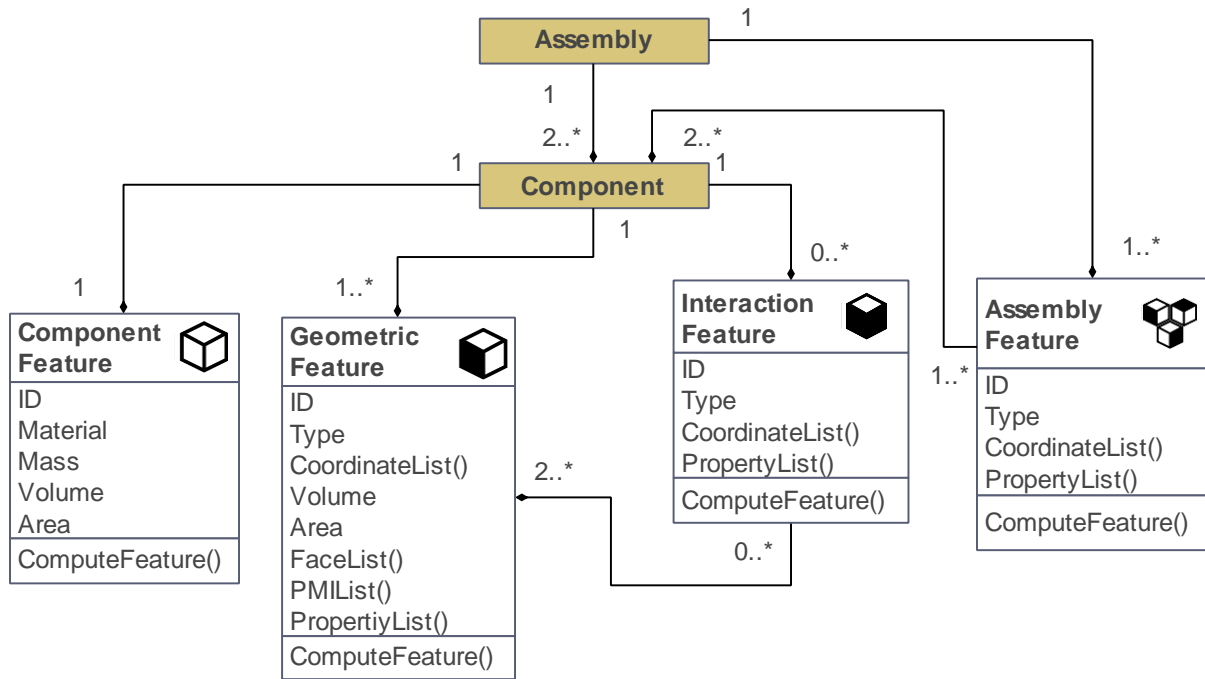 Assembly
1
1
2..*
2..*
1
Component
1
1
1
1
1..*
0..*
1..*
1..*
Component
Feature
ID
Material
Mass
Volume
Area
ComputeFeature()
Geometric
Feature
ID
Type
CoordinateList()
Volume
Area
FaceList()
PMIList()
PropertiyList()
ComputeFeature()
2..*
0..*
Interaction
Feature
ID
Type
CoordinateList()
PropertyList()
ComputeFeature()
Assembly
Feature
ID
Type
CoordinateList()
PropertyList()
ComputeFeature()